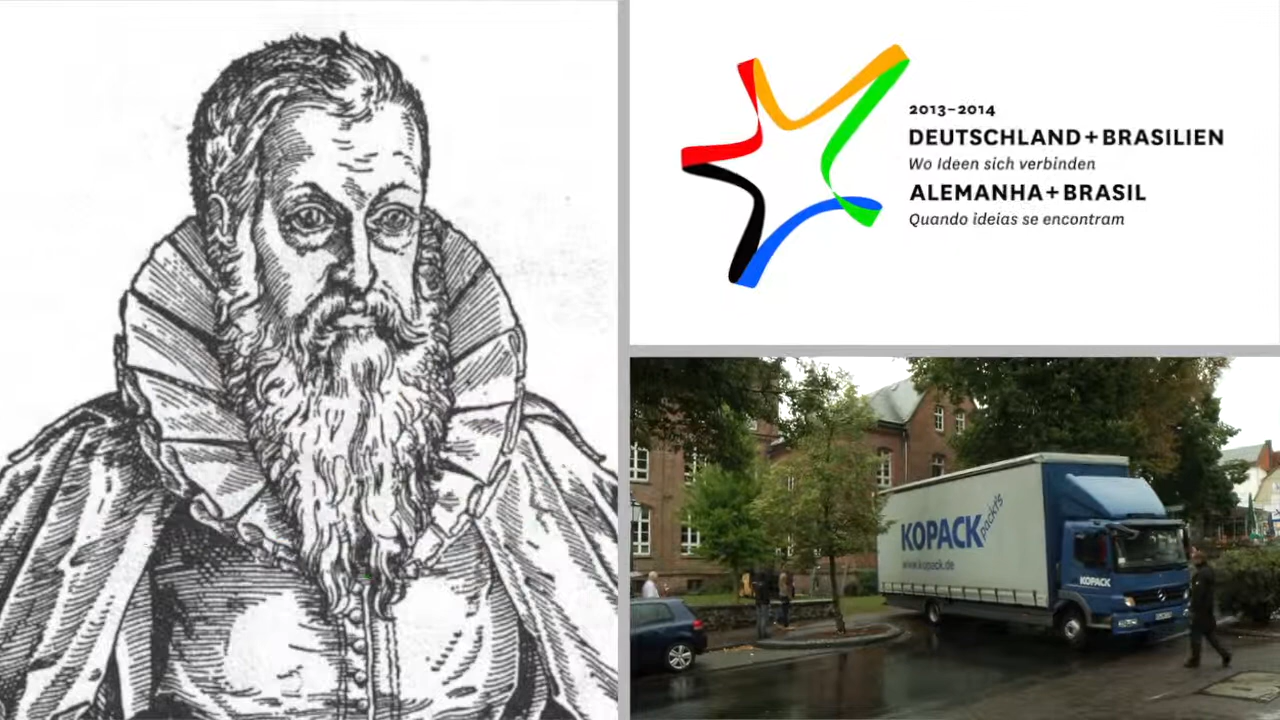 2013–2014
DEUTSCHLAND+BRASILIEN
Wo Ideen sich verbinden
ALEMANHA+BRASIL
Quando ideias se encontram
KOPACK
packt's
www.kopack.de
KOPACK